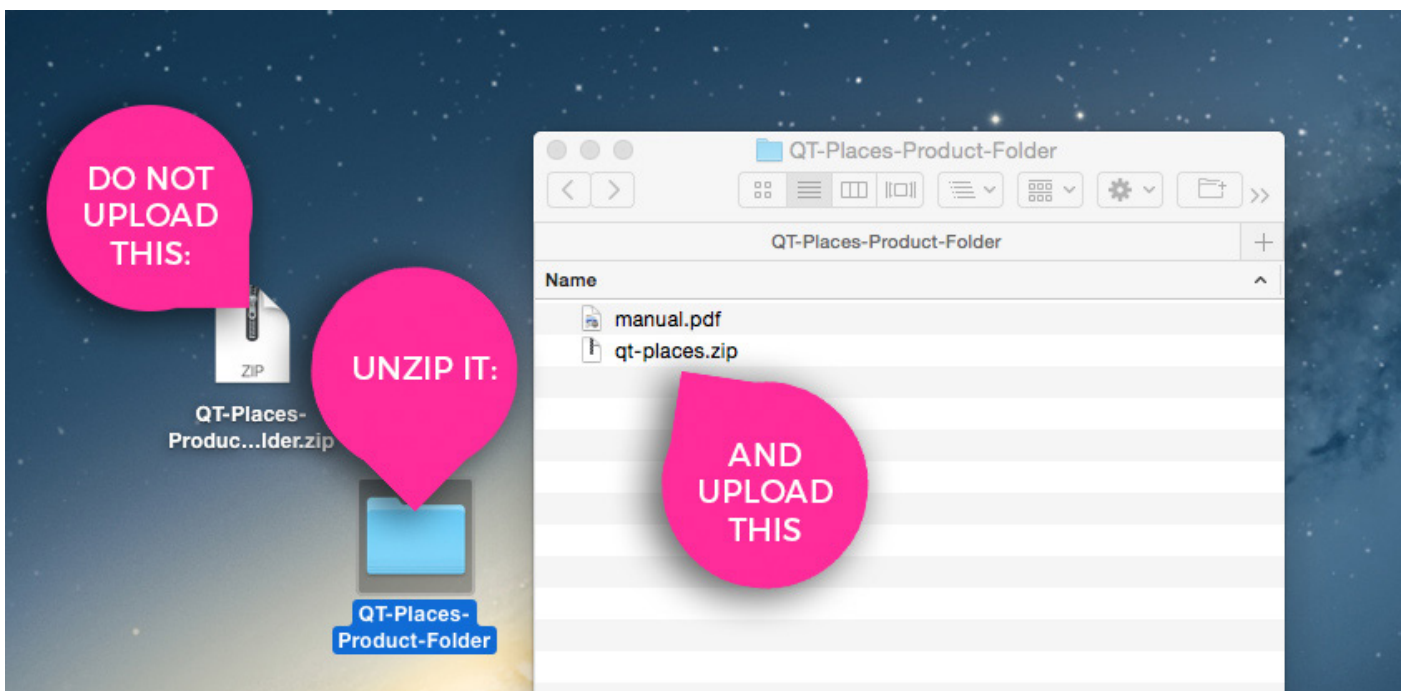 DO NOT
UPLOAD
THIS:
ZIP
QT-Places-
Produc...lder.zip
UNZIP IT:
QT-Places-
Product-Folder
QT-Places-Product-Folder
QT-Places-Product-Folder
Name
manual.pdf
qt-places.zip
AND
UPLOAD
THIS